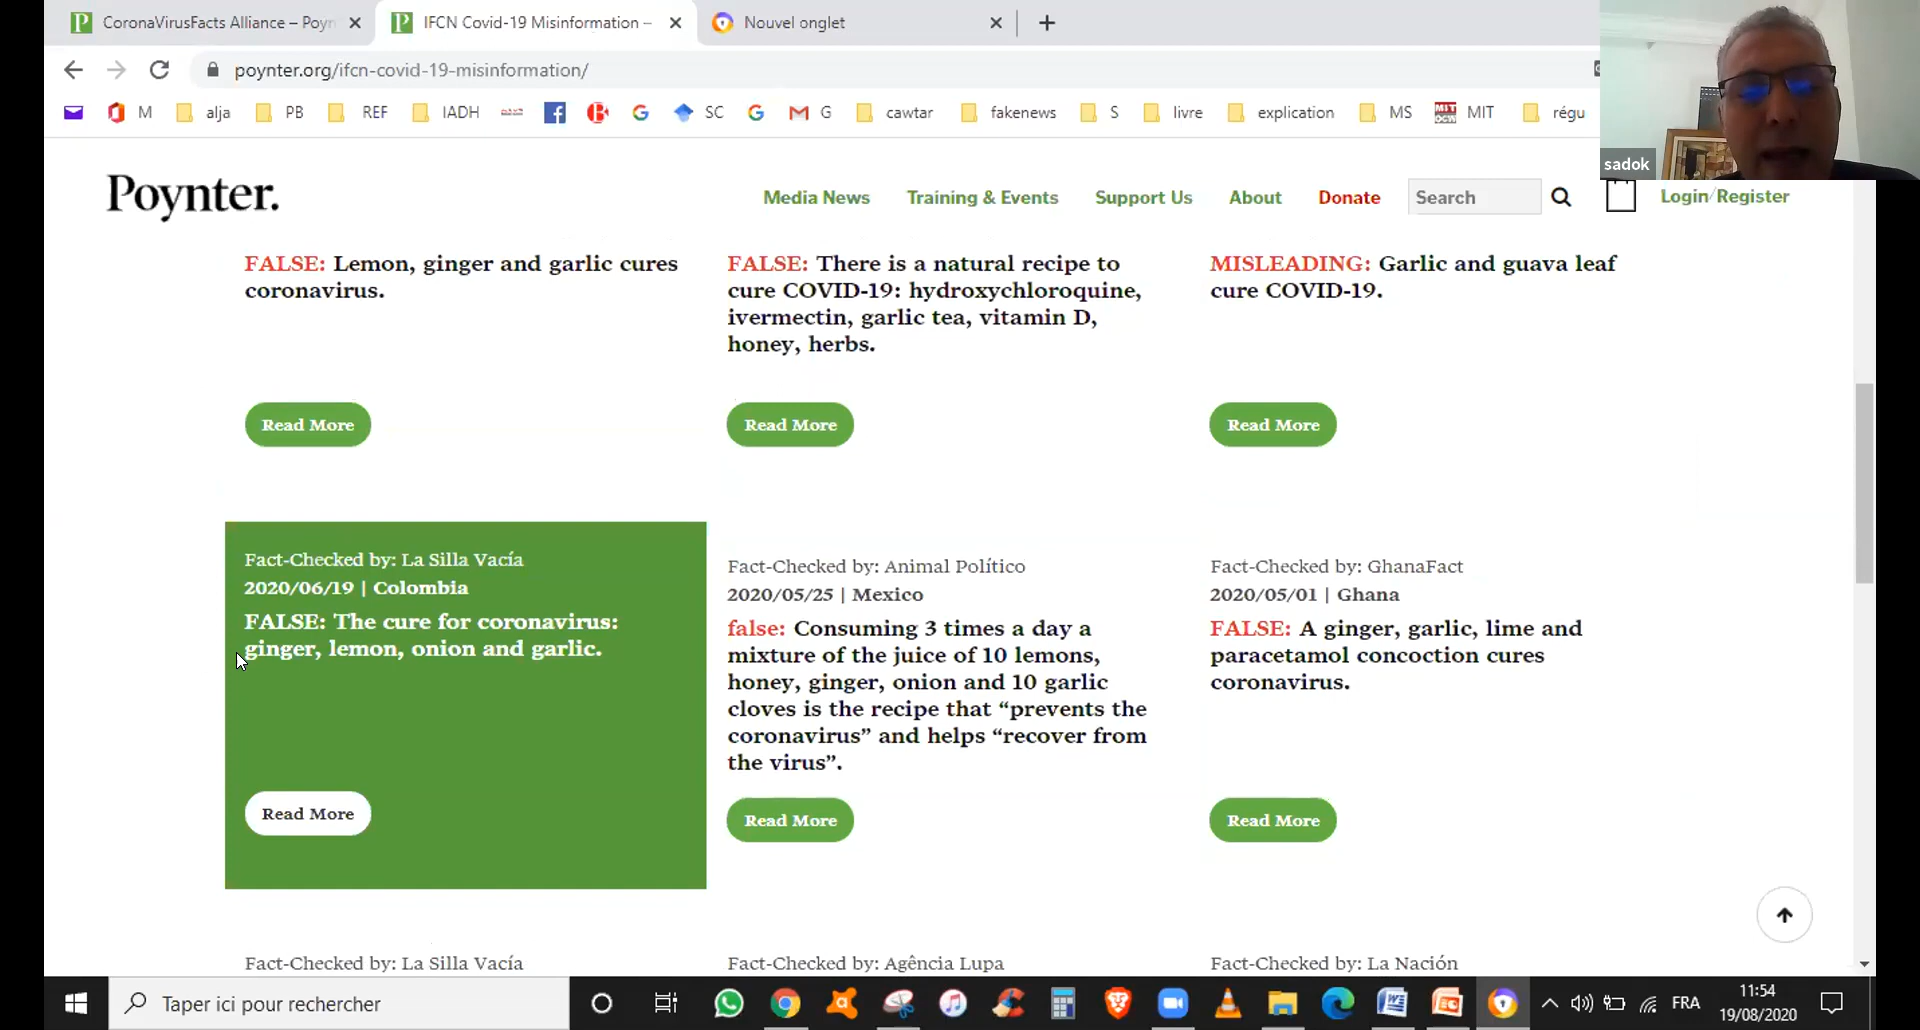 CoronaVirusFacts Alliance – Poyn
IFCN Covid-19 Misinformation –
Nouvel onglet
poynter.org/ifcn-covid-19-misinformation/
M
alja
PB
REF
IADH
SC
G
cawtar
fakenews
S
livre
explication
MS
MIT
régu
sadok
Poynter.
Media News
Training & Events
Support Us
About
Donate
Search
Login/Register
FALSE: Lemon, ginger and garlic cures
coronavirus.
Read More
FALSE: There is a natural recipe to
cure COVID-19: hydroxychloroquine,
ivermectin, garlic tea, vitamin D,
honey, herbs.
Read More
MISLEADING: Garlic and guava leaf
cure COVID-19.
Read More
Fact-Checked by: La Silla Vacía
2020/06/19 | Colombia
FALSE: The cure for coronavirus:
ginger, lemon, onion and garlic.
Read More
Fact-Checked by: Animal Político
2020/05/25 | Mexico
false: Consuming 3 times a day a
mixture of the juice of 10 lemons,
honey, ginger, onion and 10 garlic
cloves is the recipe that “prevents the
coronavirus” and helps “recover from
the virus”.
Read More
Fact-Checked by: GhanaFact
2020/05/01 | Ghana
FALSE: A ginger, garlic, lime and
paracetamol concoction cures
coronavirus.
Read More
Fact-Checked by: La Silla Vacía
Fact-Checked by: Agência Lupa
Fact-Checked by: La Nación
Taper ici pour rechercher
FRA
11:54
19/08/2020